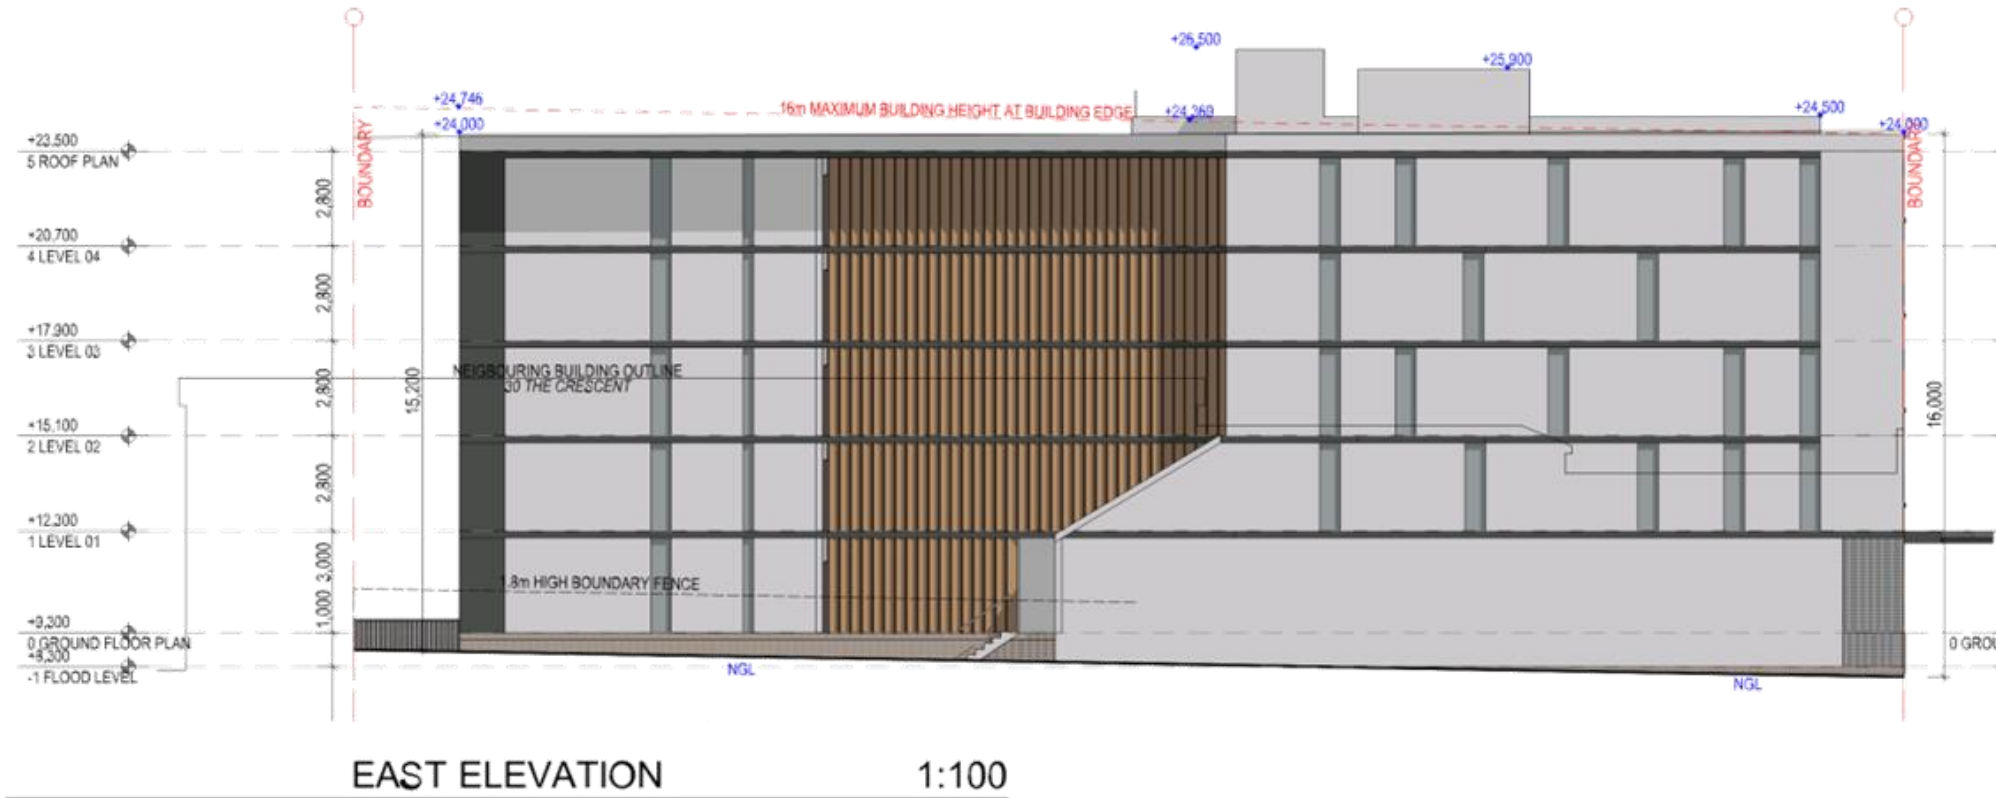 +26,500
+25,900
+24,746
16m MAXIMUM BUILDING HEIGHT AT BUILDING EDGE
+24,369
+24,500
+24,000
+24,000
+23,500
5 ROOF PLAN
BOUNDARY
BOUNDARY
2,800
+20,700
4 LEVEL 04
2,800
+17,900
3 LEVEL 03
NEIGBOURING BUILDING OUTLINE
30 THE CRESCENT
2,800
15,200
16,000
+15,100
2 LEVEL 02
2,800
+12,300
1 LEVEL 01
3,000
1.8m HIGH BOUNDARY FENCE
1,000
+9,300
0 GROUND FLOOR PLAN
0 GROU
+8,300
-1 FLOOD LEVEL
NGL
NGL
EAST ELEVATION
1:100